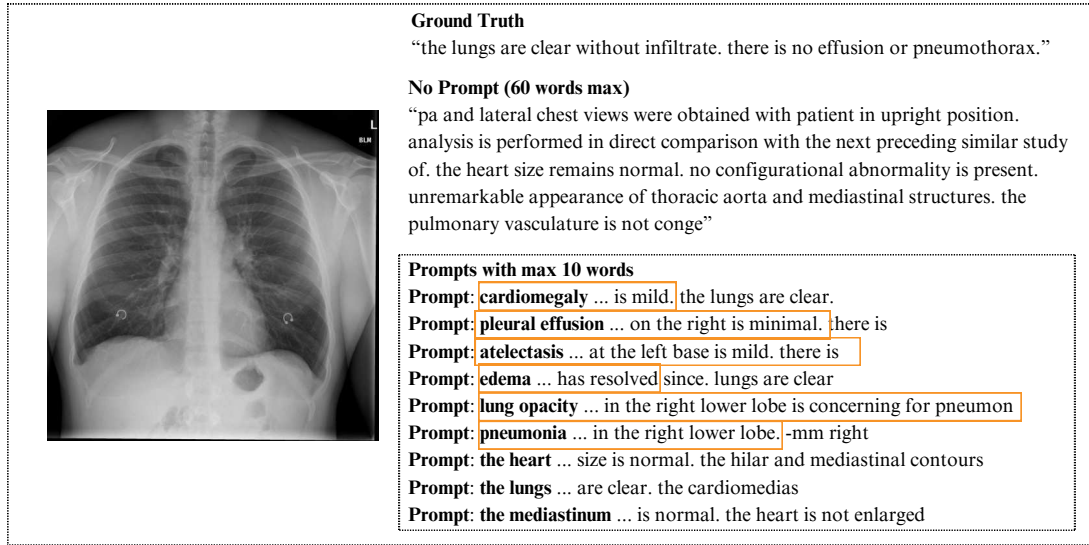 Ground Truth
“the lungs are clear without infiltrate. there is no effusion or pneumothorax.”
No Prompt (60 words max)
“pa and lateral chest views were obtained with patient in upright position.
analysis is performed in direct comparison with the next preceding similar study
of. the heart size remains normal. no configurational abnormality is present.
unremarkable appearance of thoracic aorta and mediastinal structures. the
pulmonary vasculature is not conge”
L
BLM
Prompts with max 10 words
Prompt: cardiomegaly ... is mild. the lungs are clear.
Prompt: pleural effusion ... on the right is minimal. there is
Prompt: atelectasis ... at the left base is mild. there is
Prompt: edema ... has resolved since. lungs are clear
Prompt: lung opacity ... in the right lower lobe is concerning for pneumon
Prompt: pneumonia ... in the right lower lobe. -mm right
Prompt: the heart ... size is normal. the hilar and mediastinal contours
Prompt: the lungs ... are clear. the cardiomedias
Prompt: the mediastinum ... is normal. the heart is not enlarged